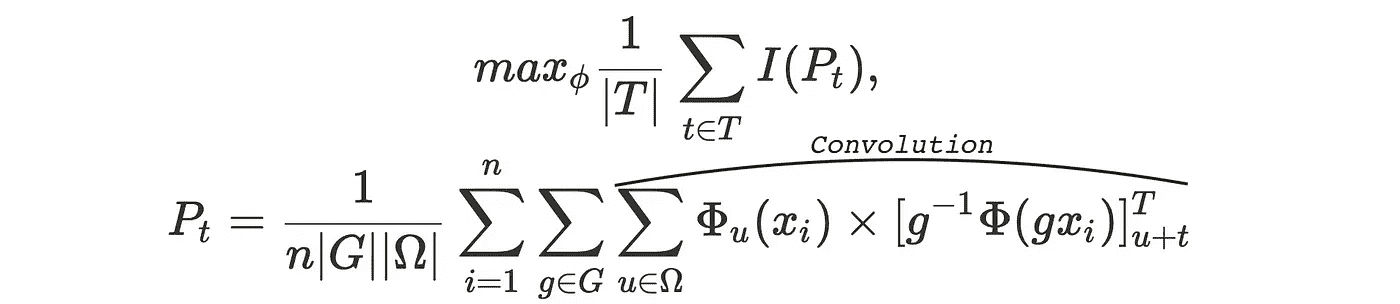 max_ϕ 1/|T| ∑_{t∈T} I(P_t),
Convolution
P_t = 1/(n|G||Ω|) ∑_{i=1}^{n} ∑_{g∈G} ∑_{u∈Ω} Φ_u(x_i) × [g^{-1}Φ(gx_i)]^T_{u+t}